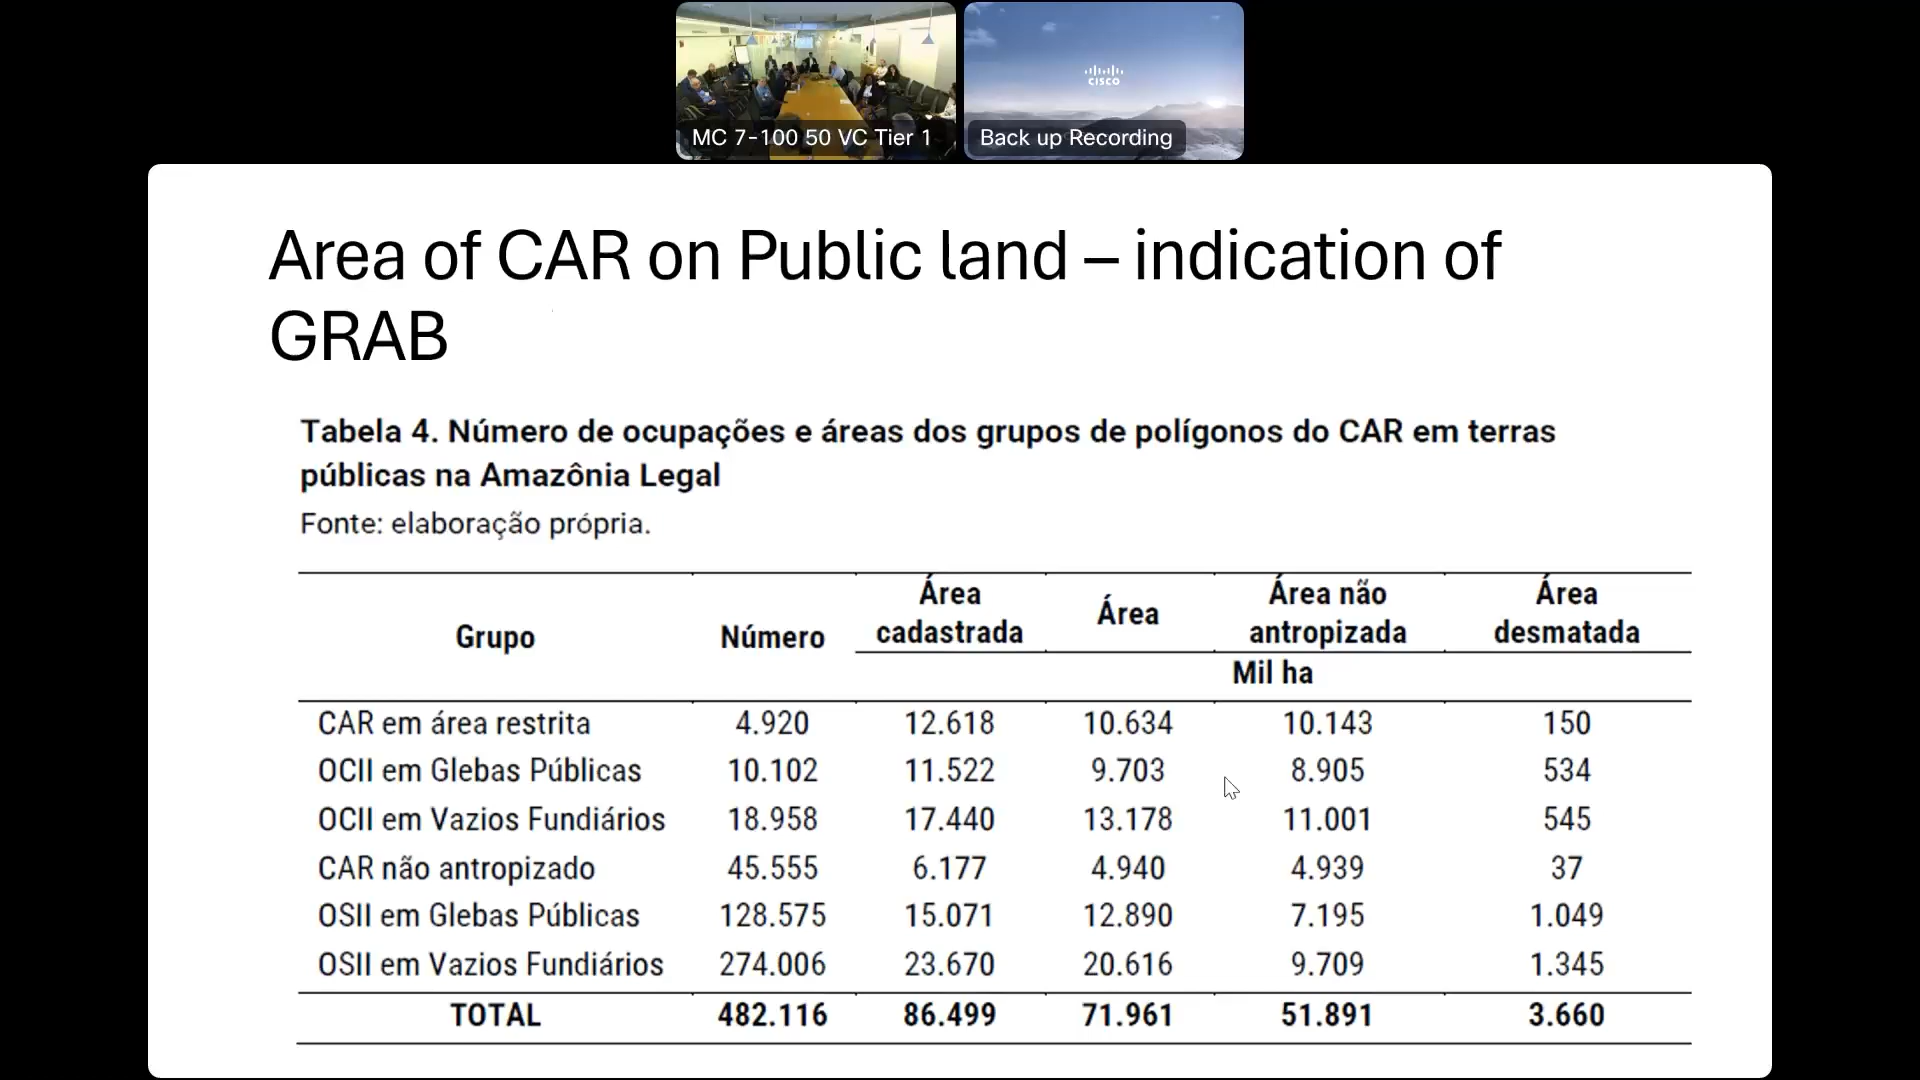 MC 7-100 50 VC Tier 1
CISCO
Back up Recording
Area of CAR on Public land – indication of
GRAB
Tabela 4. Número de ocupações e áreas dos grupos de polígonos do CAR em terras
públicas na Amazônia Legal
Fonte: elaboração própria.
Grupo Número Área cadastrada Área Área não antropizada Área desmatada
Mil ha
CAR em área restrita 4.920 12.618 10.634 10.143 150
OCII em Glebas Públicas 10.102 11.522 9.703 8.905 534
OCII em Vazios Fundiários 18.958 17.440 13.178 11.001 545
CAR não antropizado 45.555 6.177 4.940 4.939 37
OSII em Glebas Públicas 128.575 15.071 12.890 7.195 1.049
OSII em Vazios Fundiários 274.006 23.670 20.616 9.709 1.345
TOTAL 482.116 86.499 71.961 51.891 3.660